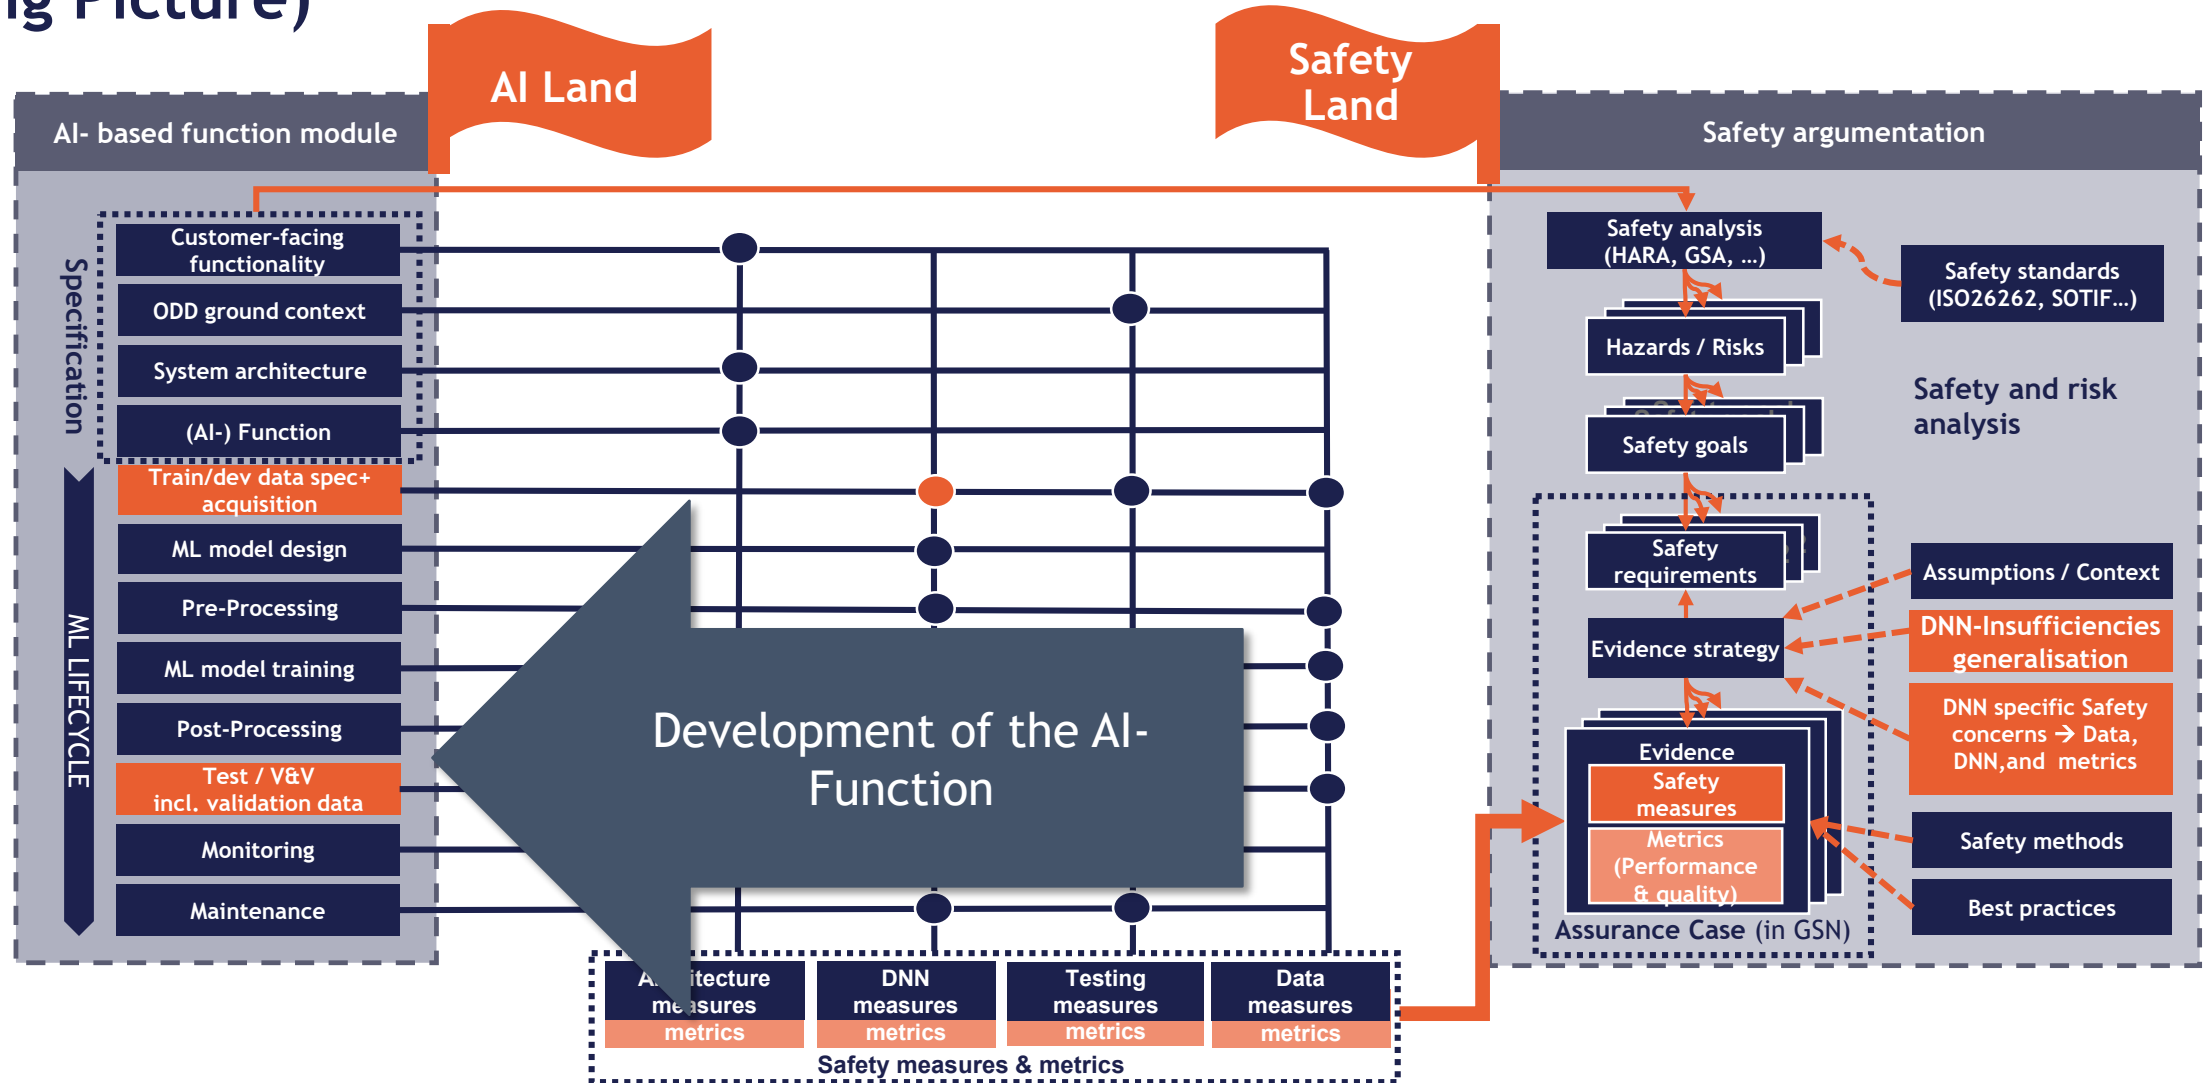 ng Picture)
AI Land
Safety
Land
AI- based function module
Safety argumentation
Specification
Customer-facing
functionality
ODD ground context
System architecture
(AI-) Function
ML LIFECYCLE
Train/dev data spec+
acquisition
ML model design
Pre-Processing
ML model training
Post-Processing
Test / V&V
incl. validation data
Monitoring
Maintenance
Development of the AI-
Function
measures
metrics
DNN
measures
metrics
Testing
measures
metrics
Data
measures
metrics
Safety measures & metrics
Safety analysis
(HARA, GSA, …)
Safety standards
(ISO26262, SOTIF…)
Hazards / Risks
Safety goals
Safety and risk
analysis
Safety
requirements
Evidence strategy
Assumptions / Context
DNN-Insufficiencies
generalisation
DNN specific Safety
concerns → Data,
DNN,and metrics
Evidence
Safety
measures
Metrics
(Performance
& quality)
Safety methods
Best practices
Assurance Case (in GSN)